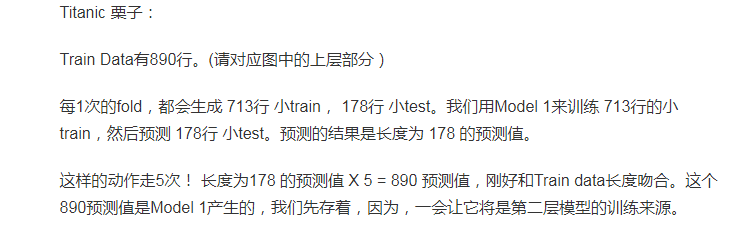 Titanic 栗子：
Train Data有890行。(请对应图中的上层部分 )
每1次的fold，都会生成 713行 小train， 178行 小test。我们用Model 1来训练 713行的小
train，然后预测 178行 小test。预测的结果是长度为 178 的预测值。
这样的动作走5次！ 长度为178 的预测值 X 5 = 890 预测值，刚好和Train data长度吻合。这个
890预测值是Model 1产生的，我们先存着，因为，一会让它将是第二层模型的训练来源。